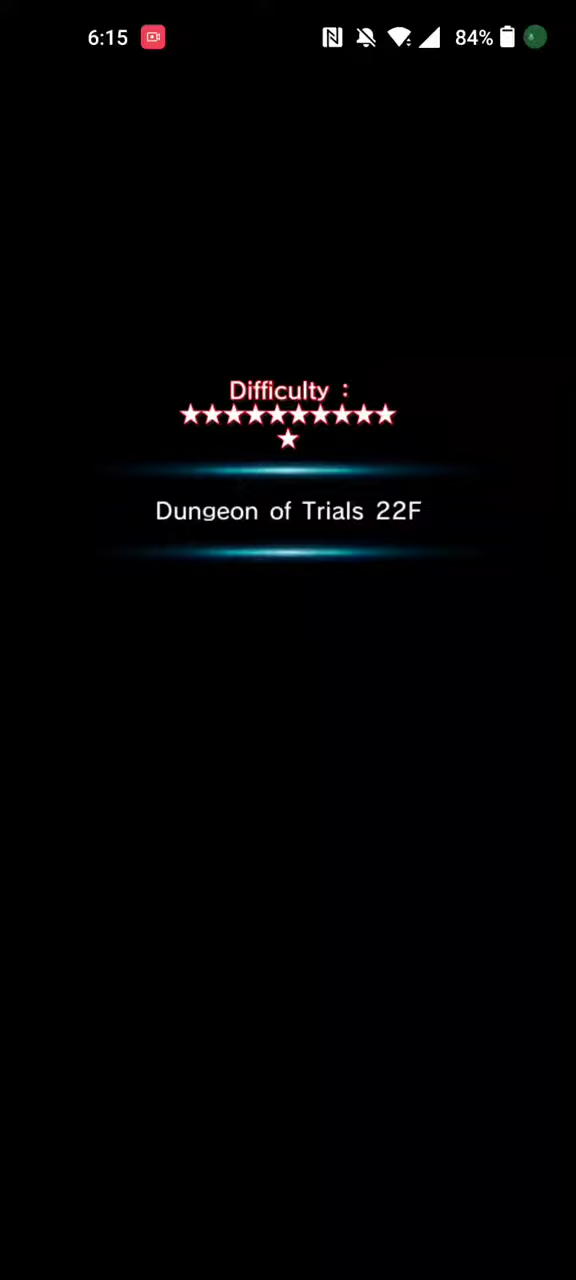 6:15 84%
Difficulty :
★★★★★★★★★★
★
Dungeon of Trials 22F